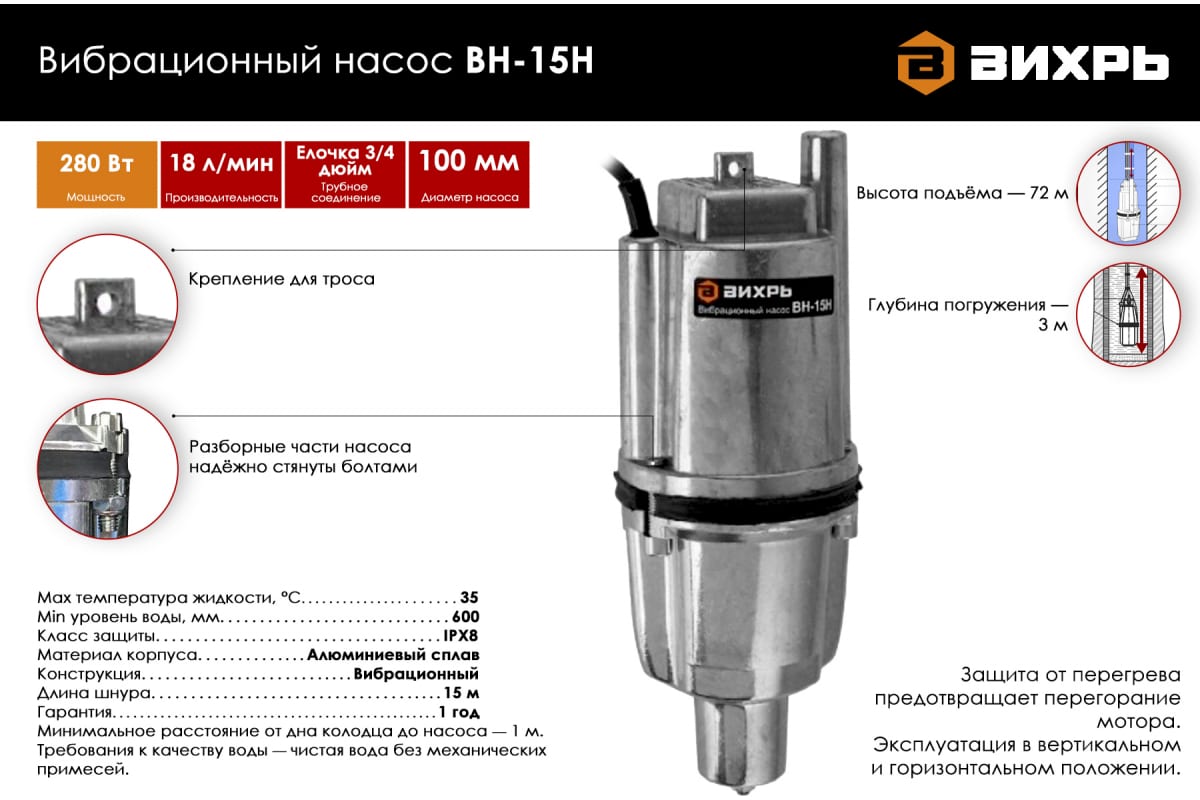 Вибрационный насос ВН-15Н
В ВИХРЬ
280 Вт
Мощность
18 л/мин
Производительность
Ёлочка 3/4
дюйм
Трубное
соединение
100 мм
Диаметр насоса
Высота подъёма — 72 м
Крепление для троса
В ВИХРЬ
Вибрационный насос ВН-15Н
Глубина погружения —
3 м
Разборные части насоса
надёжно стянуты болтами
Max температура жидкости, °С......................35
Min уровень воды, мм..............................600
Класс защиты......................................IPX8
Материал корпуса..............Алюминиевый сплав
Конструкция...........................Вибрационный
Длина шнура......................................15 м
Гарантия..........................................1 год
Минимальное расстояние от дна колодца до насоса — 1 м.
Требования к качеству воды — чистая вода без механических
примесей.
Защита от перегрева
предотвращает перегорание
мотора.
Эксплуатация в вертикальном
и горизонтальном положении.